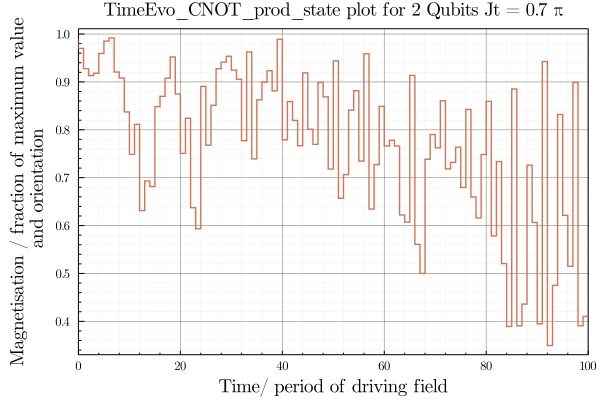 TimeEvo_CNOT_prod_state plot for 2 Qubits Jt = 0.7 π
Magnetisation / fraction of maximum value
and orientation
1.0
0.9
0.8
0.7
0.6
0.5
0.4
0 20 40 60 80 100
Time/ period of driving field